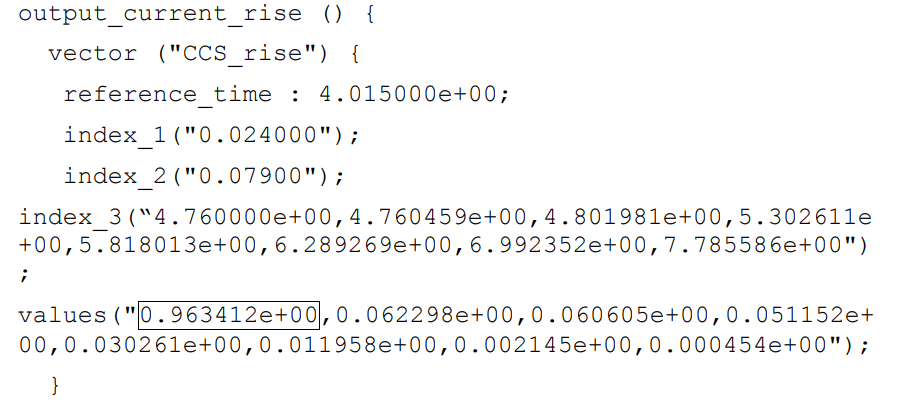 output_current_rise () {
vector ("CCS_rise") {
reference_time : 4.015000e+00;
index_1("0.024000");
index_2("0.07900");
index_3(“4.760000e+00,4.760459e+00,4.801981e+00,5.302611e
+00,5.818013e+00,6.289269e+00,6.992352e+00,7.785586e+00")
;
values("0.963412e+00,0.062298e+00,0.060605e+00,0.051152e+
00,0.030261e+00,0.011958e+00,0.002145e+00,0.000454e+00");
}